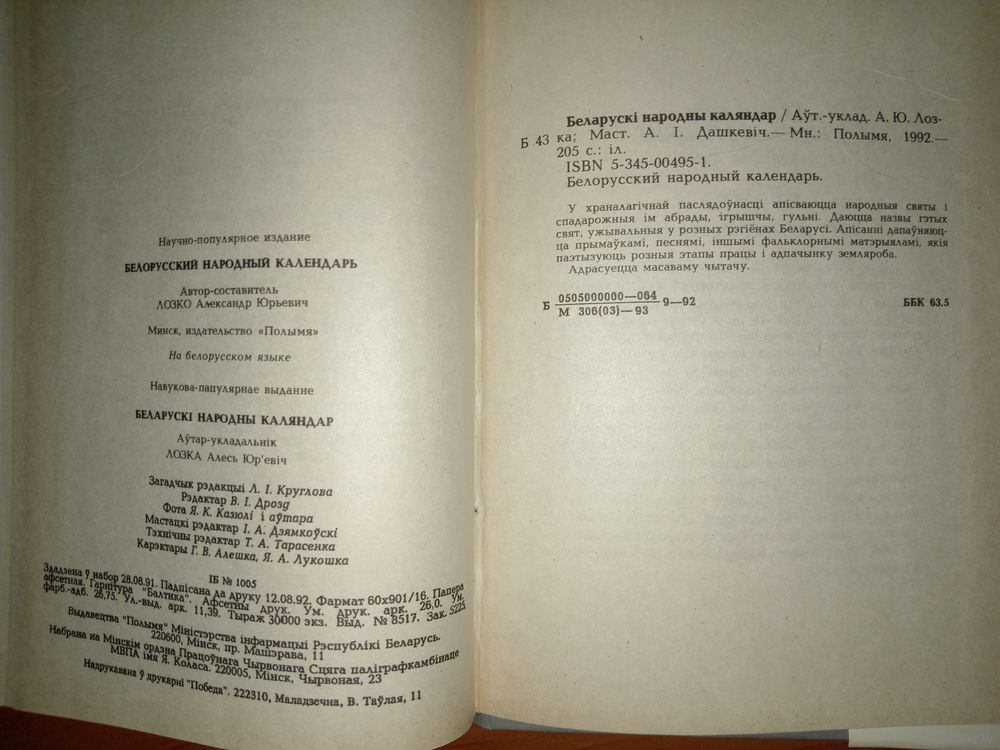 Научно-популярное издание
БЕЛОРУССКИЙ НАРОДНЫЙ КАЛЕНДАРЬ
Автор-составитель
ЛОЗКО Александр Юрьевич
Минск, издательство «Полымя»
На белорусском языке
Навукова-папулярнае выданне
БЕЛАРУСКІ НАРОДНЫ КАЛЯНДАР
Аўтар-укладальнік
ЛОЗКА Алесь Юр'евіч
Загадчык рэдакцыі Л. І. Круглова
Рэдактар В. І. Дрозд
Фота Я. К. Казюлі і аўтара
Мастацкі рэдактар І. А. Дзямкоўскі
Тэхнічны рэдактар Т. А. Тарасенка
Карэктары Г. В. Алешка, Я. А. Лукошка
ІБ № 1005
Здадзена ў набор 28.08.91. Падпісана да друку 12.08.92. Фармат 60х901/16. Папера
афсетная. Гарнітура "Балтика". Афсетны друк. Ум. друк. арк. 26,0. Ум.
фарб.-адб. 26,75. Ул.-выд. арк. 11,39. Тыраж 30000 экз. Выд. № 8517. Зак. 5225.
Выдавецтва "Полымя" Міністэрства інфармацыі Рэспублікі Беларусь.
220600, Мінск, пр. Машэрава, 11
Набрана на Мінскім ордэна Працоўнага Чырвонага Сцяга паліграфкамбінаце
МВПА імя Я. Коласа. 220005, Мінск, Чырвоная, 23
Надрукавана ў друкарні "Победа". 222310, Маладзечна, В. Таўлая, 11
Беларускі народны каляндар / Аўт.-уклад. А. Ю. Лоз-
Б 43 ка; Маст. А. І. Дашкевіч.— Мн.: Полымя, 1992.—
205 с.: іл.
ISBN 5-345-00495-1.
Белорусский народный календарь.
У храналагічнай паслядоўнасці апісваюцца народныя святы і
спадарожныя ім абрады, ігрышчы, гульні. Даюцца назвы гэтых
свят, ужывальныя у розных рэгіёнах Беларусі. Апісанні дапаўняюц-
ца прымаўкамі, песнямі, іншымі фальклорнымі матэрыяламі, якія
паэтызуюць розныя этапы працы і адпачынку земляроба.
Адрасуецца масаваму чытачу.
Б 0505000000—064 9—92 ББК 63.5
М 306(03)—93